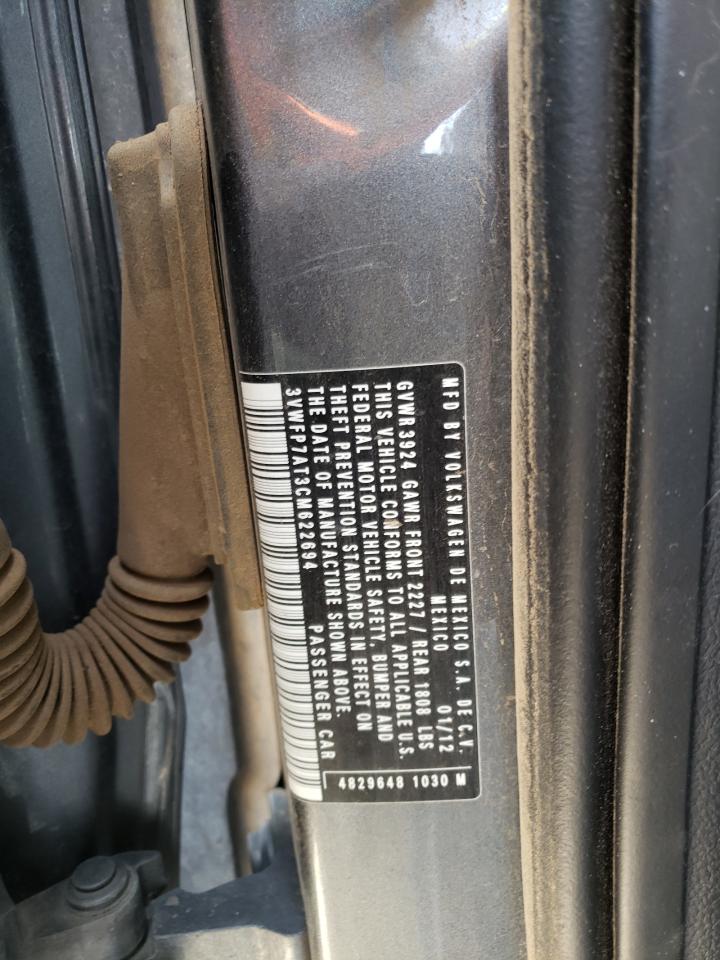 MFD BY VOLKSWAGEN DE MEXICO S.A. DE C.V.
MEXICO 01/12
GVWR 3924 GAWR FRONT 2227 / REAR 1808 LBS
THIS VEHICLE CONFORMS TO ALL APPLICABLE U.S.
FEDERAL MOTOR VEHICLE SAFETY, BUMPER AND
THEFT PREVENTION STANDARDS IN EFFECT ON
THE DATE OF MANUFACTURE SHOWN ABOVE.
3VWFP7AT3CM622694 PASSENGER CAR
4829648 1030 M